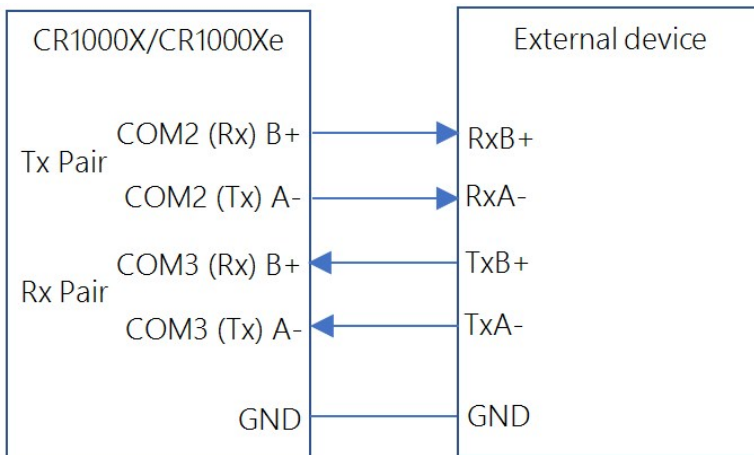 CR1000X/CR1000Xe
External device
Tx Pair
COM2 (Rx) B+
RxB+
COM2 (Tx) A-
RxA-
Rx Pair
COM3 (Rx) B+
TxB+
COM3 (Tx) A-
TxA-
GND
GND